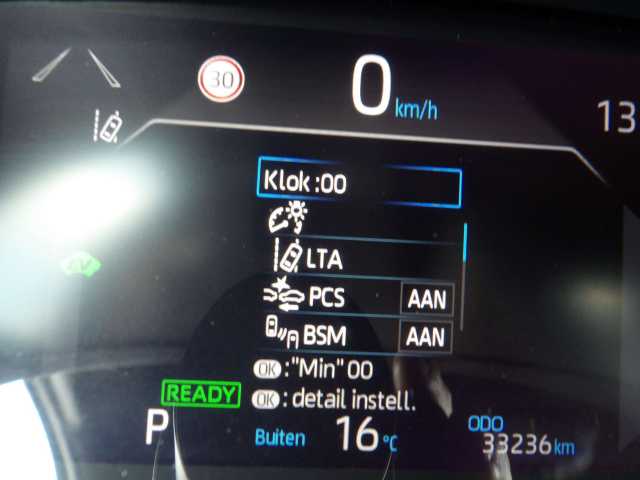 30
0 km/h
13
Klok :00
LTA
PCS AAN
BSM AAN
EV
OK :"Min" 00
READY
OK : detail instell.
P
Buiten 16 °C
ODO
33236 km